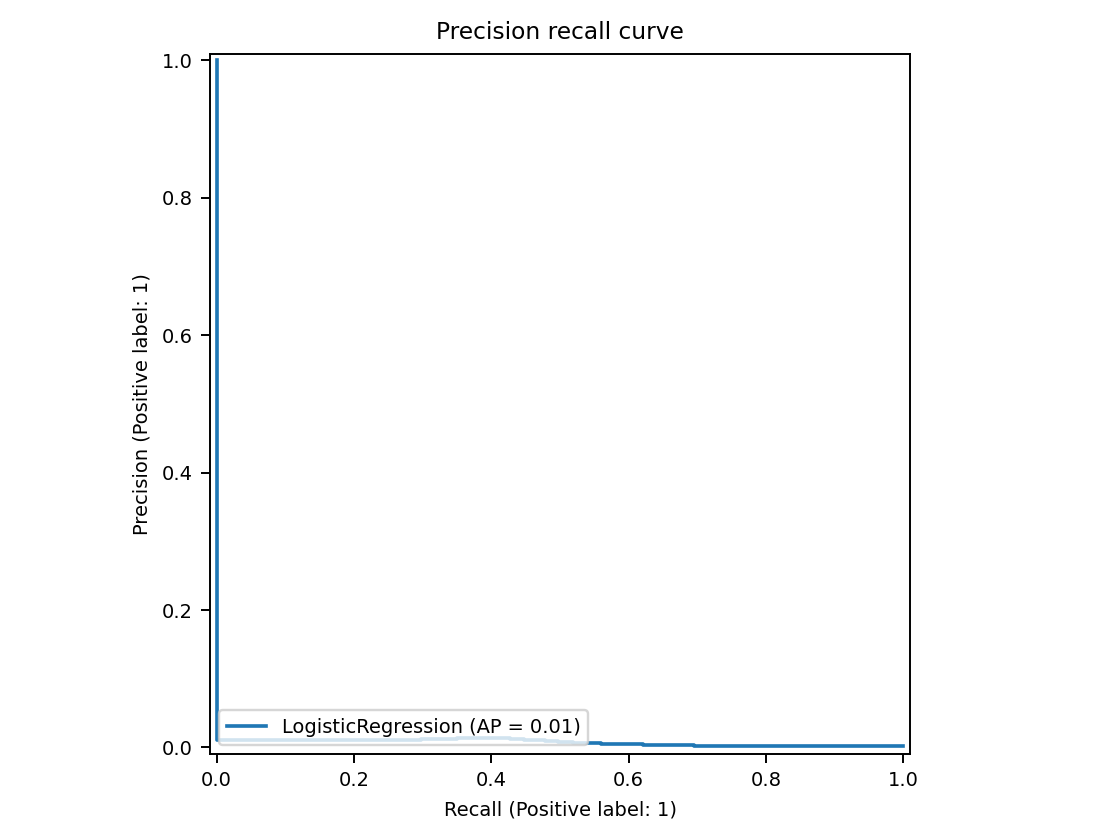 Precision recall curve
1.0
0.8
0.6
0.4
0.2
0.0
Precision (Positive label: 1)
LogisticRegression (AP = 0.01)
0.0 0.2 0.4 0.6 0.8 1.0
Recall (Positive label: 1)